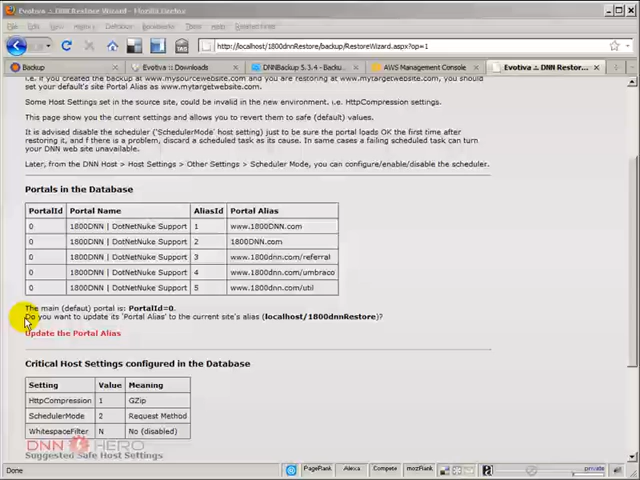 Evotiva .:. DNN Restore Wizard - Mozilla Firefox
http://localhost/1800dnnRestore/backup/RestoreWizard.aspx?op=1
Backup
Evotiva :: Downloads
DNNBackup 5.3.4 - Backup...
AWS Management Console
Evotiva .:. DNN Restor...
i.e. if you created the backup at www.mysourcewebsite.com and you are restoring at www.mytargetwebsite.com, you should
set your default's site Portal Alias as www.mytargetwebsite.com.
Some Host Settings set in the source site, could be invalid in the new environment. i.e. HttpCompression settings.
This page show you the current settings and allows you to revert them to safe (default) values.
It is advised disable the scheduler ('SchedulerMode' host setting) just to be sure the portal loads OK the first time after
restoring it, and f there is a problem, discard a scheduled task as its cause. In same cases a failing scheduled task can turn
your DNN web site unavailable.
Later, from the DNN Host > Host Settings > Other Settings > Scheduler Mode, you can configure/enable/disable the scheduler.
Portals in the Database
PortalId Portal Name AliasId Portal Alias
0 1800DNN | DotNetNuke Support 1 www.1800DNN.com
0 1800DNN | DotNetNuke Support 2 1800DNN.com
0 1800DNN | DotNetNuke Support 3 www.1800dnn.com/referral
0 1800DNN | DotNetNuke Support 4 www.1800dnn.com/umbraco
0 1800DNN | DotNetNuke Support 5 www.1800dnn.com/util
The main (defaut) portal is: PortalId=0.
Do you want to update its 'Portal Alias' to the current site's alias (localhost/1800dnnRestore)?
Update the Portal Alias
Critical Host Settings configured in the Database
Setting Value Meaning
HttpCompression 1 GZip
SchedulerMode 2 Request Method
WhitespaceFilter N No (disabled)
DNN HERO
Suggested Safe Host Settings
Done
PageRank Alexa Compete mozRank
private